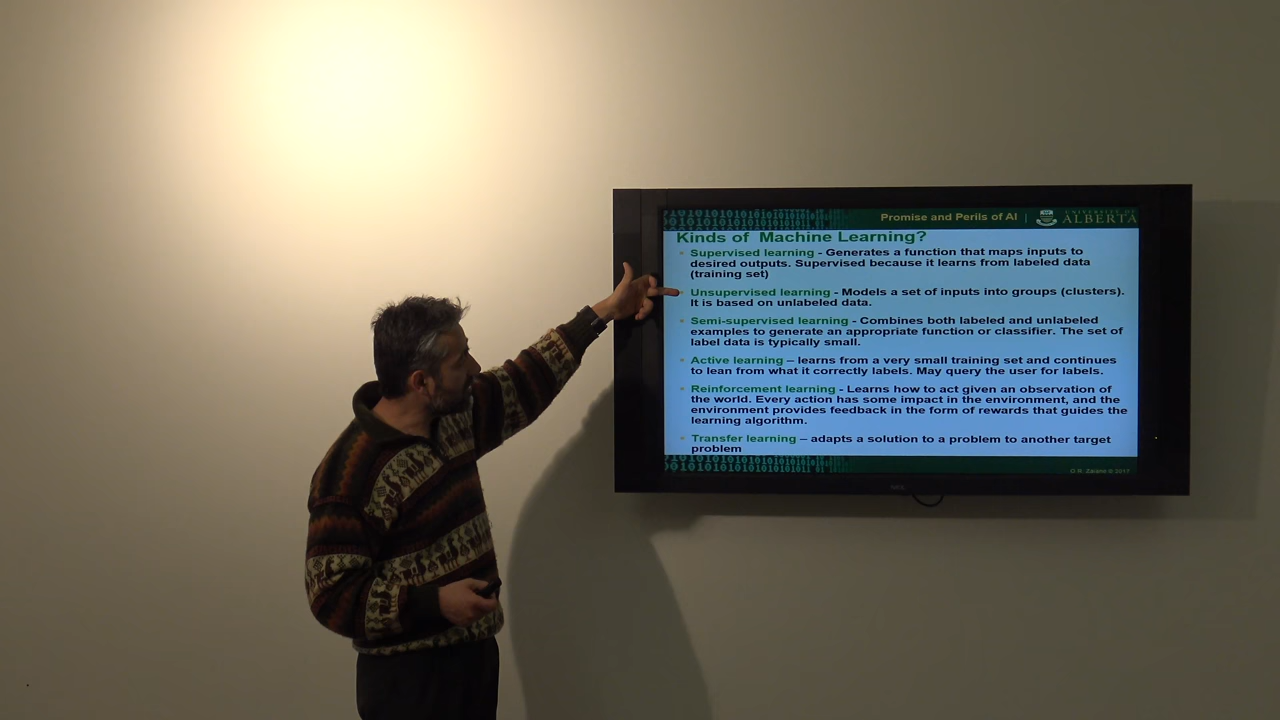 Promise and Perils of AI | UNIVERSITY OF
ALBERTA
Kinds of Machine Learning?
Supervised learning - Generates a function that maps inputs to
desired outputs. Supervised because it learns from labeled data
(training set)
Unsupervised learning - Models a set of inputs into groups (clusters).
It is based on unlabeled data.
Semi-supervised learning - Combines both labeled and unlabeled
examples to generate an appropriate function or classifier. The set of
label data is typically small.
Active learning – learns from a very small training set and continues
to lean from what it correctly labels. May query the user for labels.
Reinforcement learning - Learns how to act given an observation of
the world. Every action has some impact in the environment, and the
environment provides feedback in the form of rewards that guides the
learning algorithm.
Transfer learning – adapts a solution to a problem to another target
problem
O.R. Zaïane © 2017
NEC